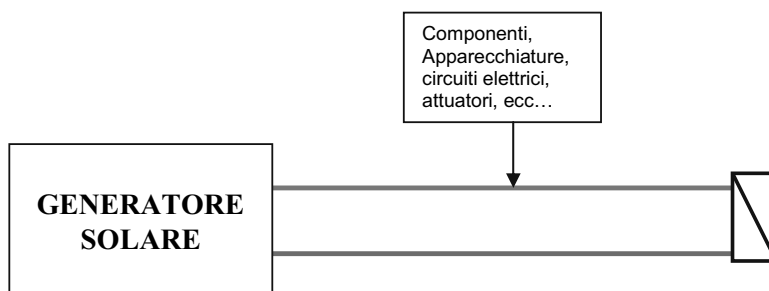 Componenti,
Apparecchiature,
circuiti elettrici,
attuatori, ecc…
GENERATORE
SOLARE